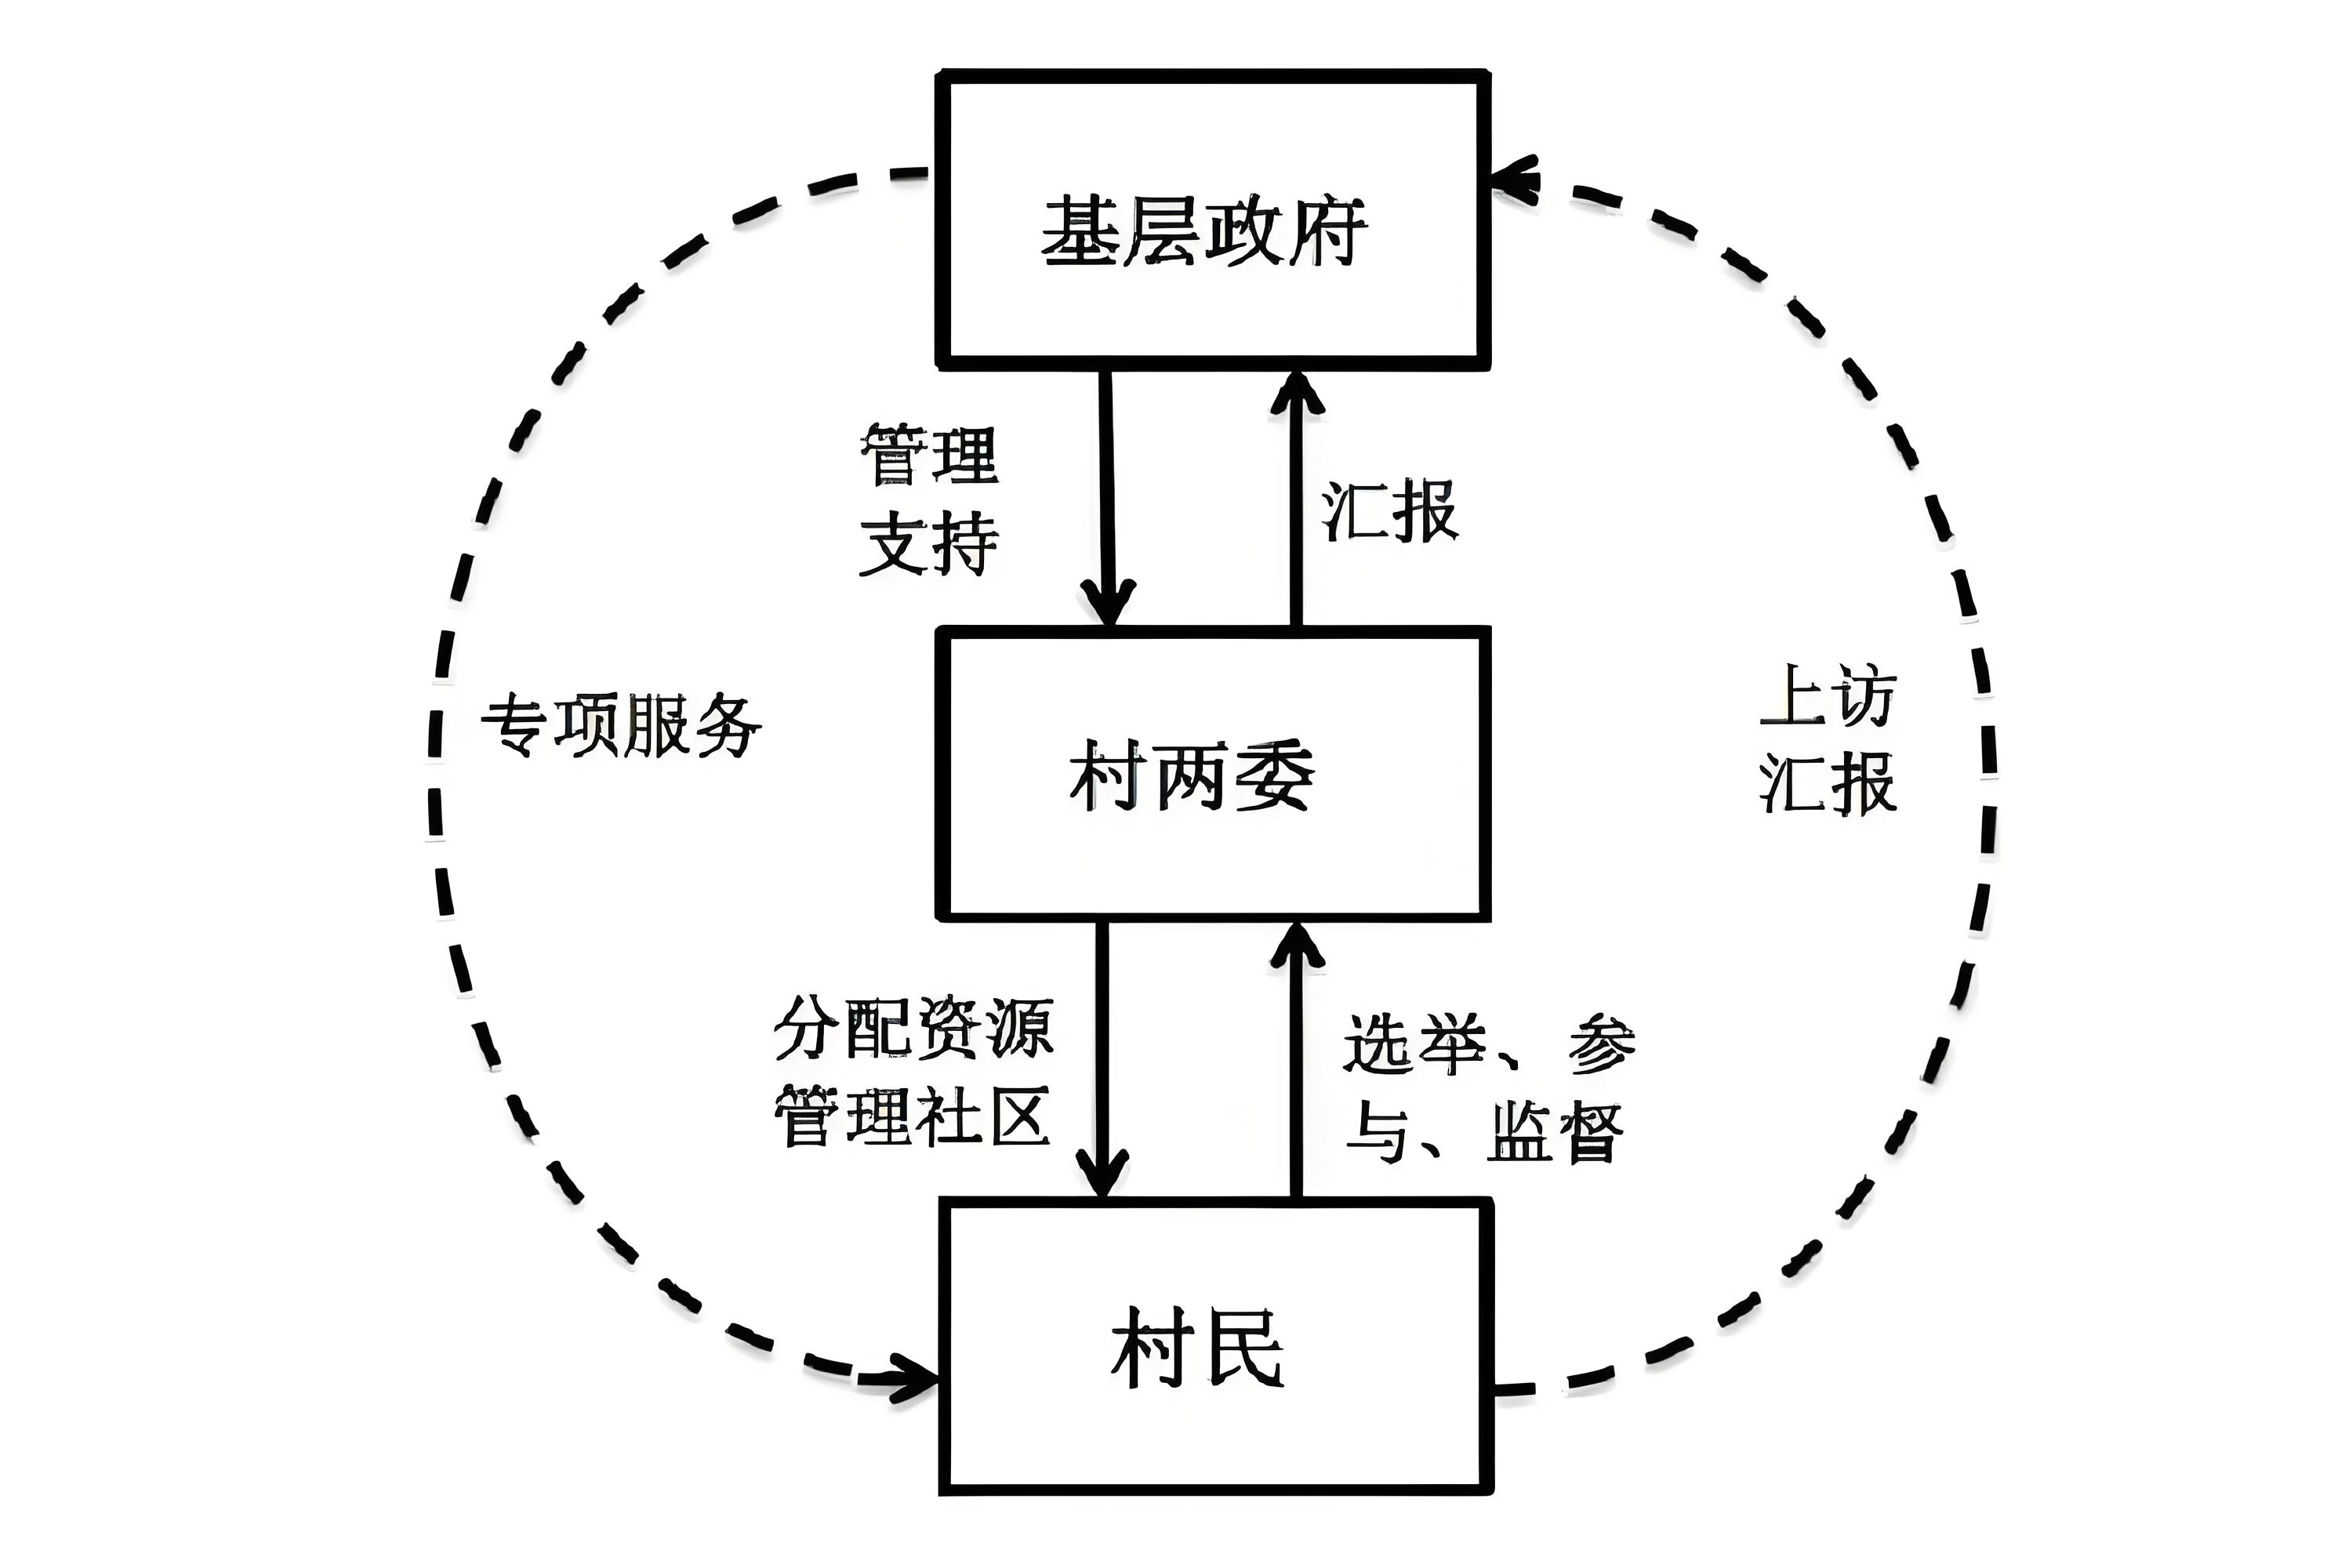 基层政府
管理
支持
汇报
专项服务
村两委
上访
汇报
分配资源
管理社区
选举、参
与、监督
村民